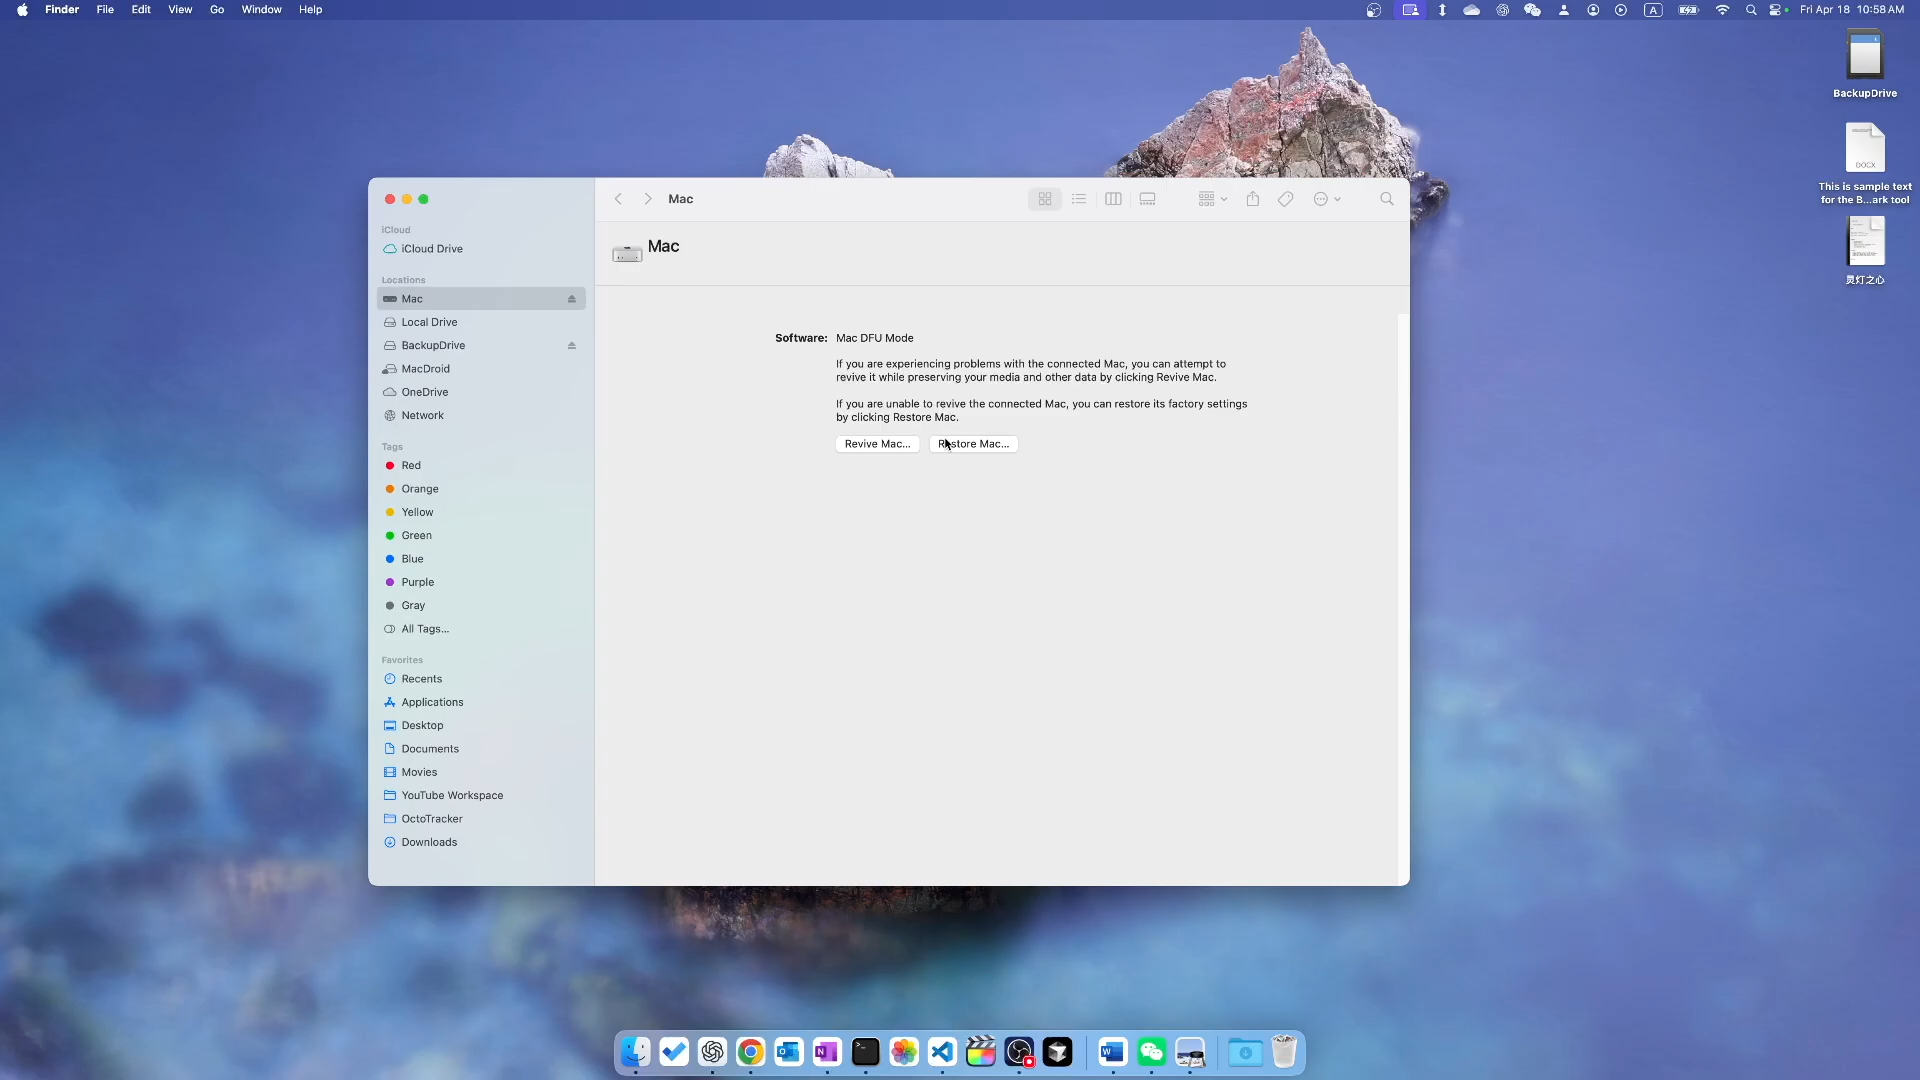 Finder File Edit View Go Window Help
A
Fri Apr 18 10:58 AM
BackupDrive
DOCX
This is sample text
for the B...ark tool
灵灯之心
Mac
iCloud
iCloud Drive
Locations
Mac
Local Drive
BackupDrive
MacDroid
OneDrive
Network
Tags
Red
Orange
Yellow
Green
Blue
Purple
Gray
All Tags...
Favorites
Recents
Applications
Desktop
Documents
Movies
YouTube Workspace
OctoTracker
Downloads
Mac
Software: Mac DFU Mode
If you are experiencing problems with the connected Mac, you can attempt to
revive it while preserving your media and other data by clicking Revive Mac.
If you are unable to revive the connected Mac, you can restore its factory settings
by clicking Restore Mac.
Revive Mac... Restore Mac...